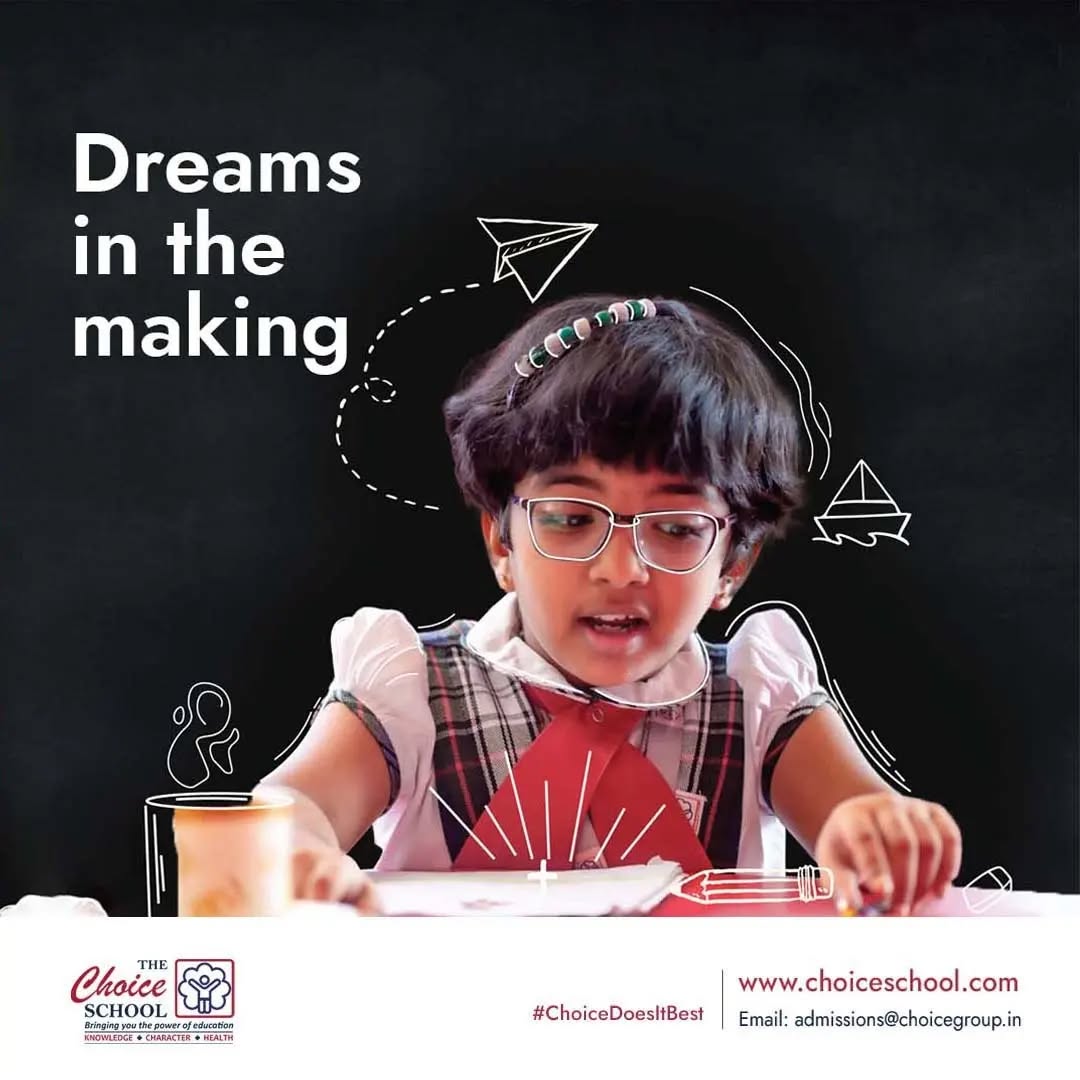 Dreams
in the
making
THE
Choice
SCHOOL
Bringing you the power of education
KNOWLEDGE ◆ CHARACTER ◆ HEALTH
#ChoiceDoesItBest
www.choiceschool.com
Email: admissions@choicegroup.in